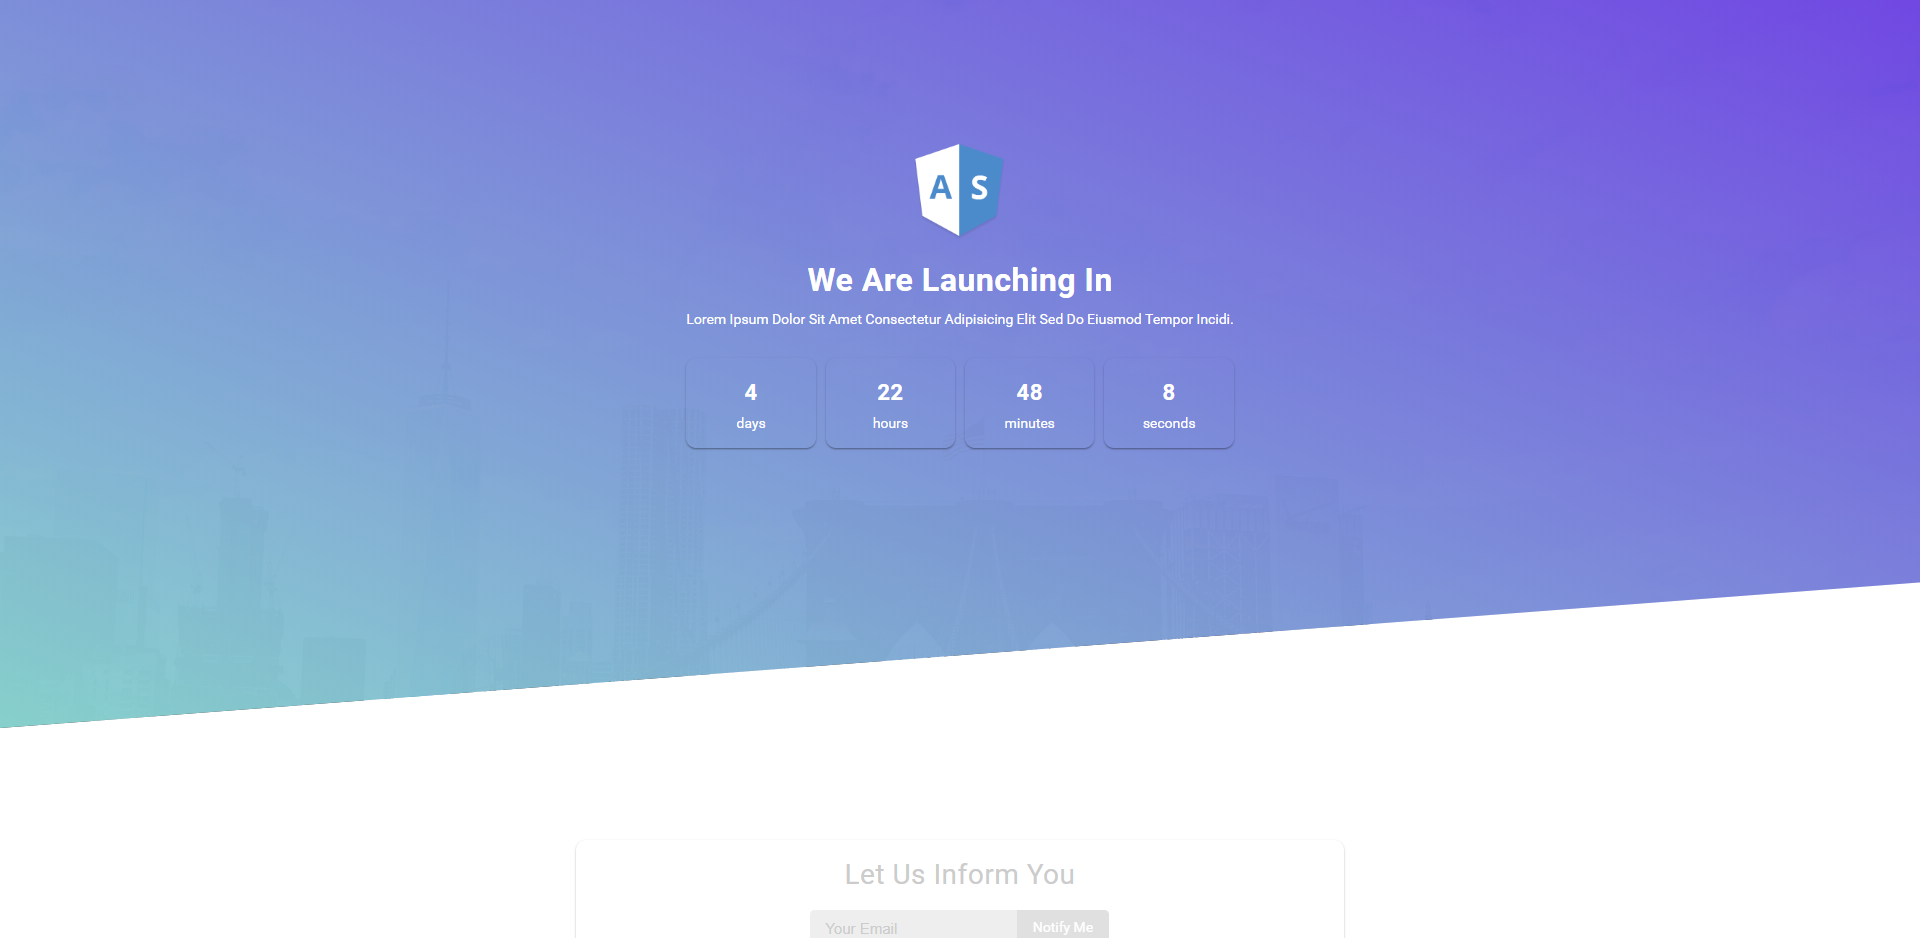 A S
We Are Launching In
Lorem Ipsum Dolor Sit Amet Consectetur Adipisicing Elit Sed Do Eiusmod Tempor Incidi.
4 22 48 8
days hours minutes seconds
Let Us Inform You
Your Email Notify Me